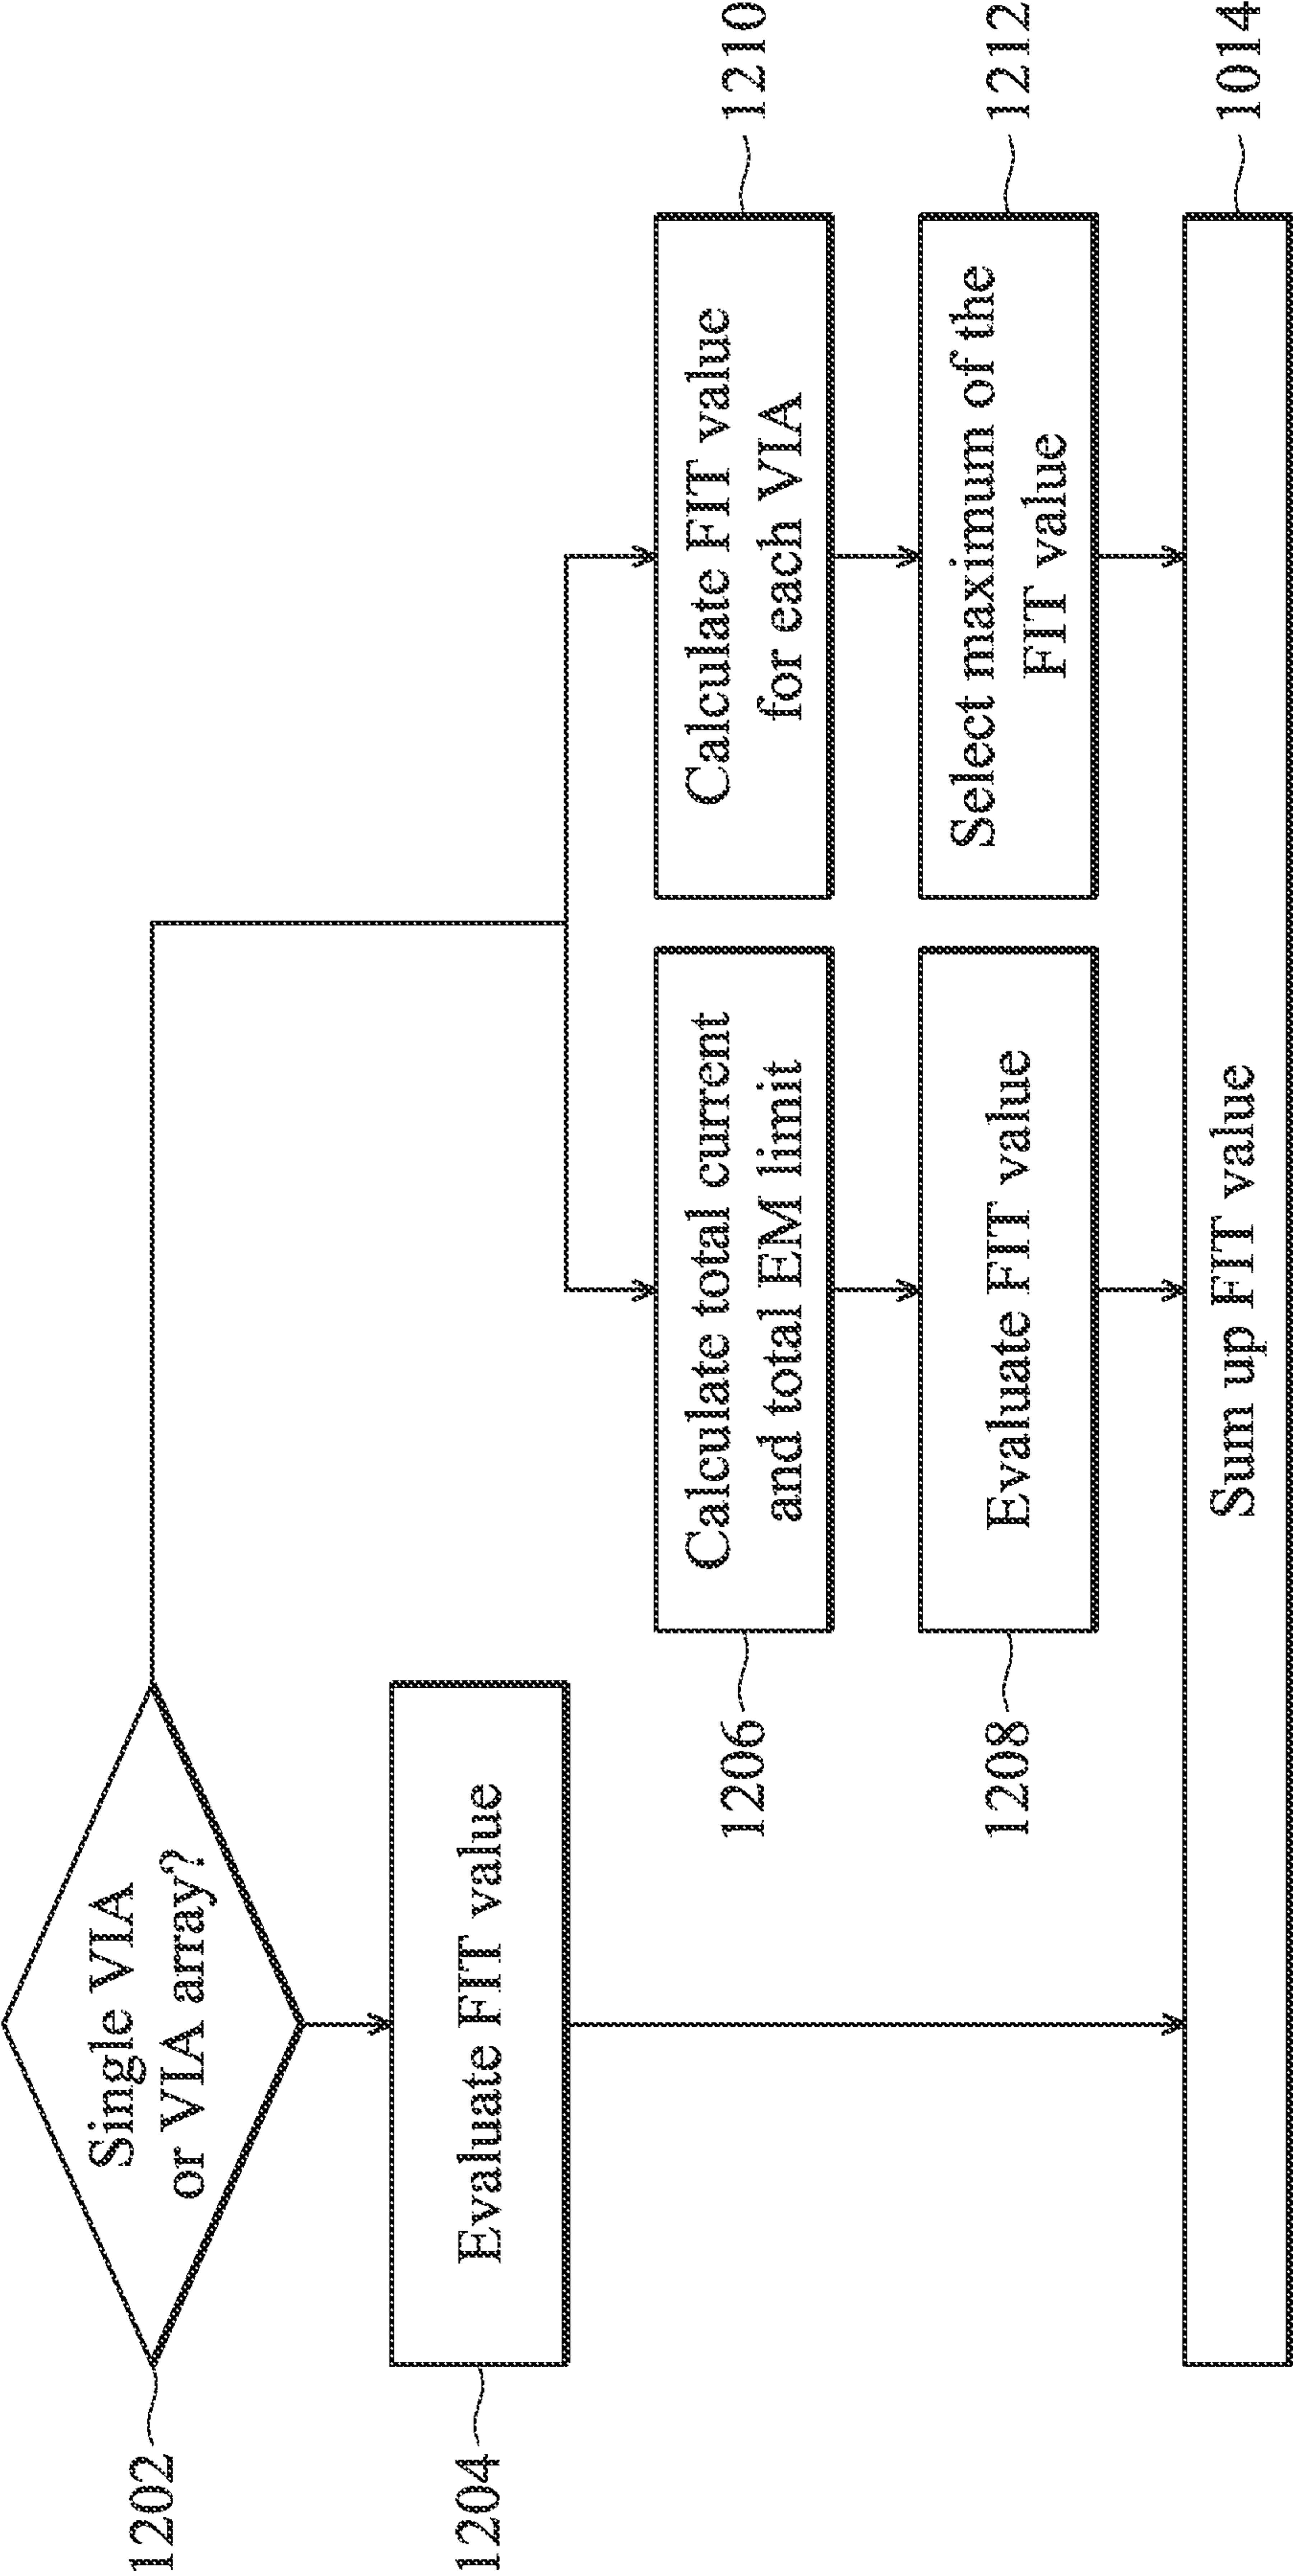 1202
Single VIA
or VIA array?
1204
Evaluate FIT value
1206
Calculate total current
and total EM limit
1210
Calculate FIT value
for each VIA
1208
Evaluate FIT value
1212
Select maximum of the
FIT value
1014
Sum up FIT value